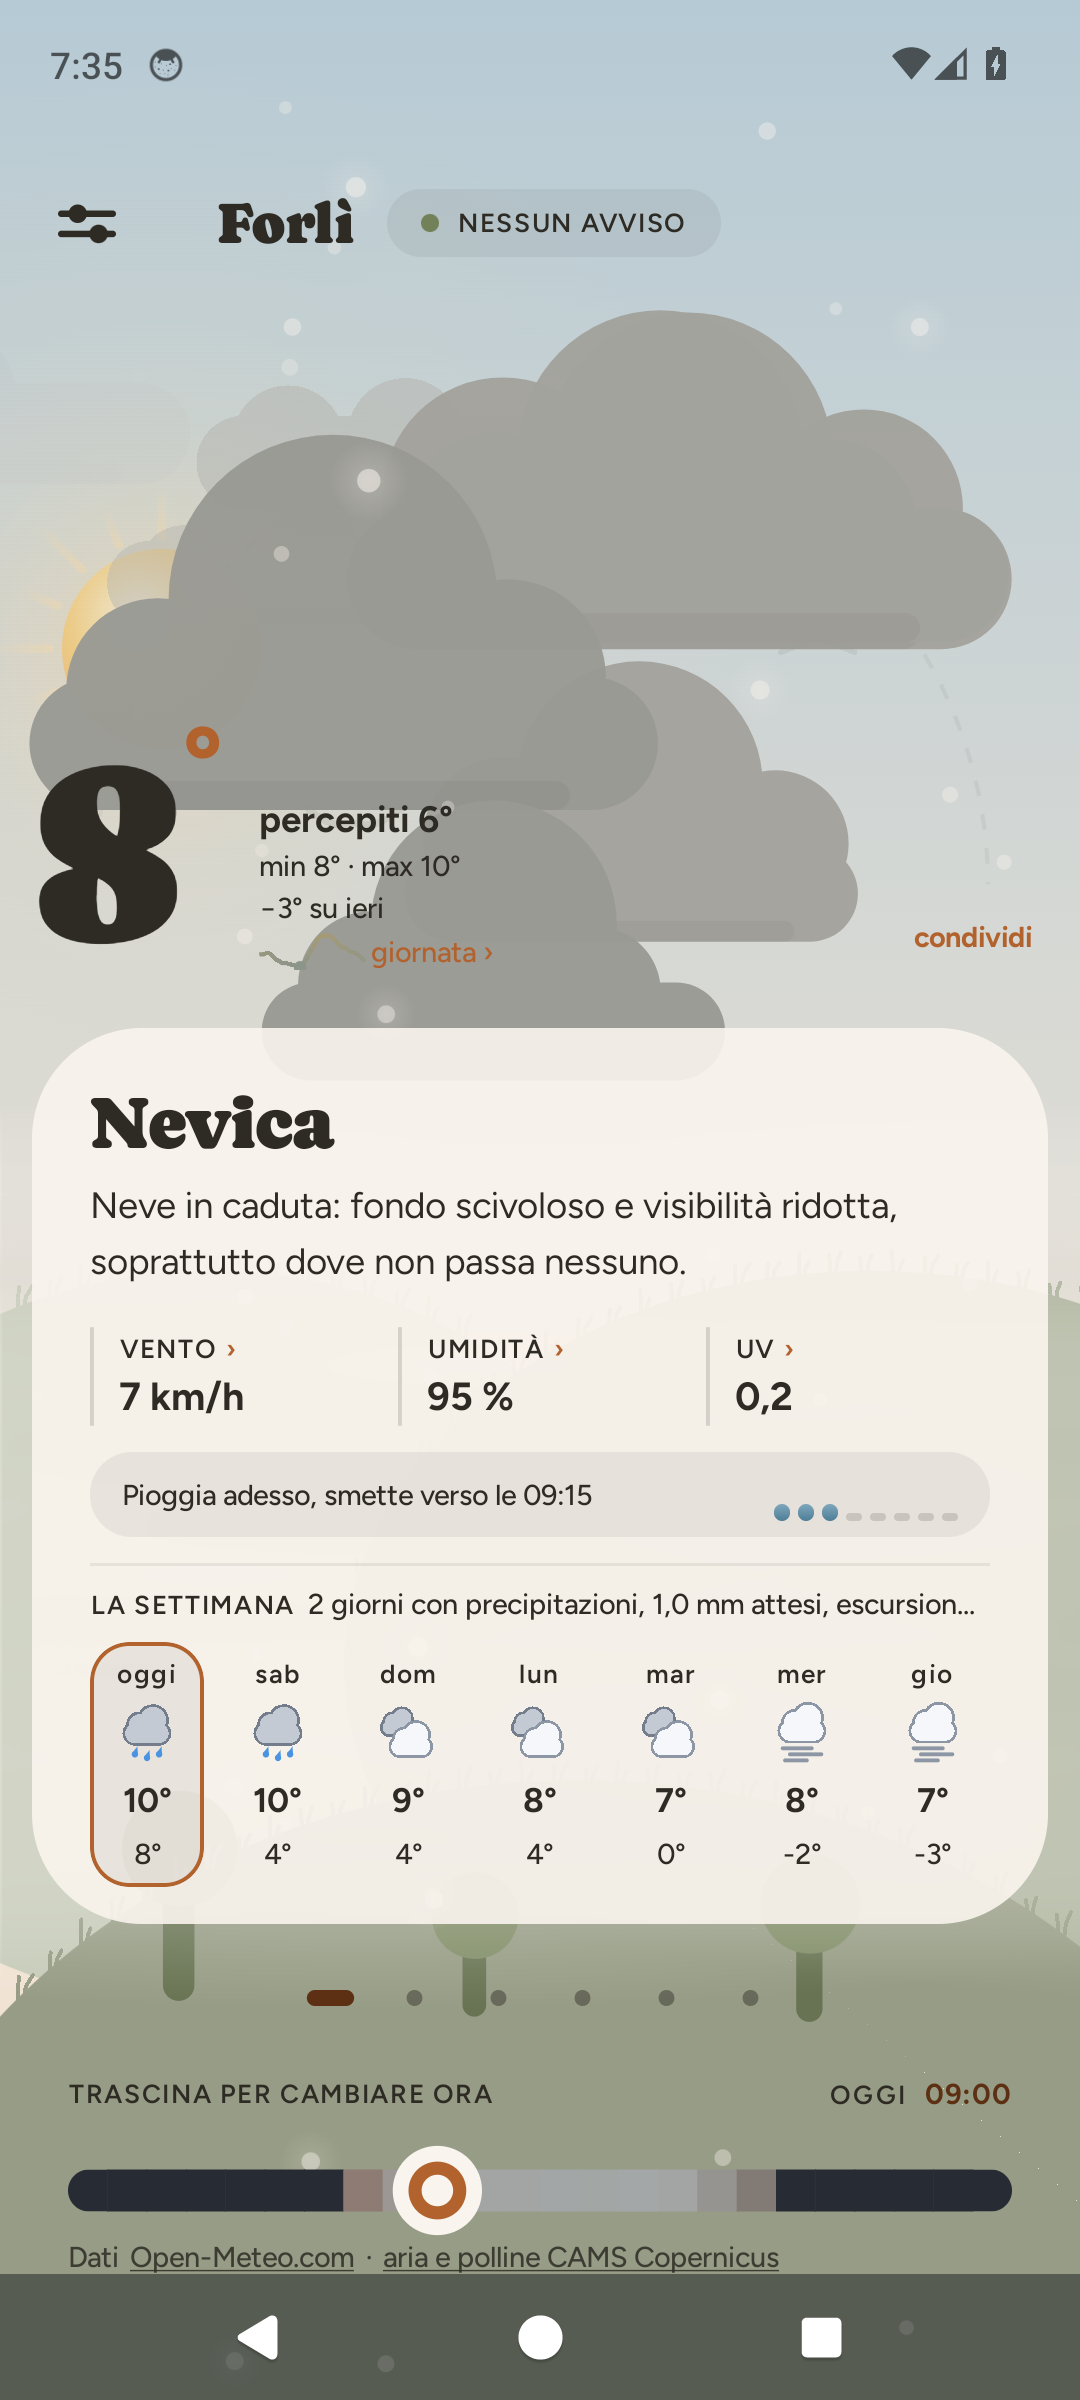 7:35
Forlì
NESSUN AVVISO
8
percepiti 6°
min 8° · max 10°
−3° su ieri
giornata ›
condividi
Nevica
Neve in caduta: fondo scivoloso e visibilità ridotta,
soprattutto dove non passa nessuno.
VENTO › UMIDITÀ › UV ›
7 km/h 95 % 0,2
Pioggia adesso, smette verso le 09:15
LA SETTIMANA 2 giorni con precipitazioni, 1,0 mm attesi, escursion...
oggi sab dom lun mar mer gio
10° 10° 9° 8° 7° 8° 7°
8° 4° 4° 4° 0° -2° -3°
TRASCINA PER CAMBIARE ORA OGGI 09:00
Dati Open-Meteo.com · aria e polline CAMS Copernicus